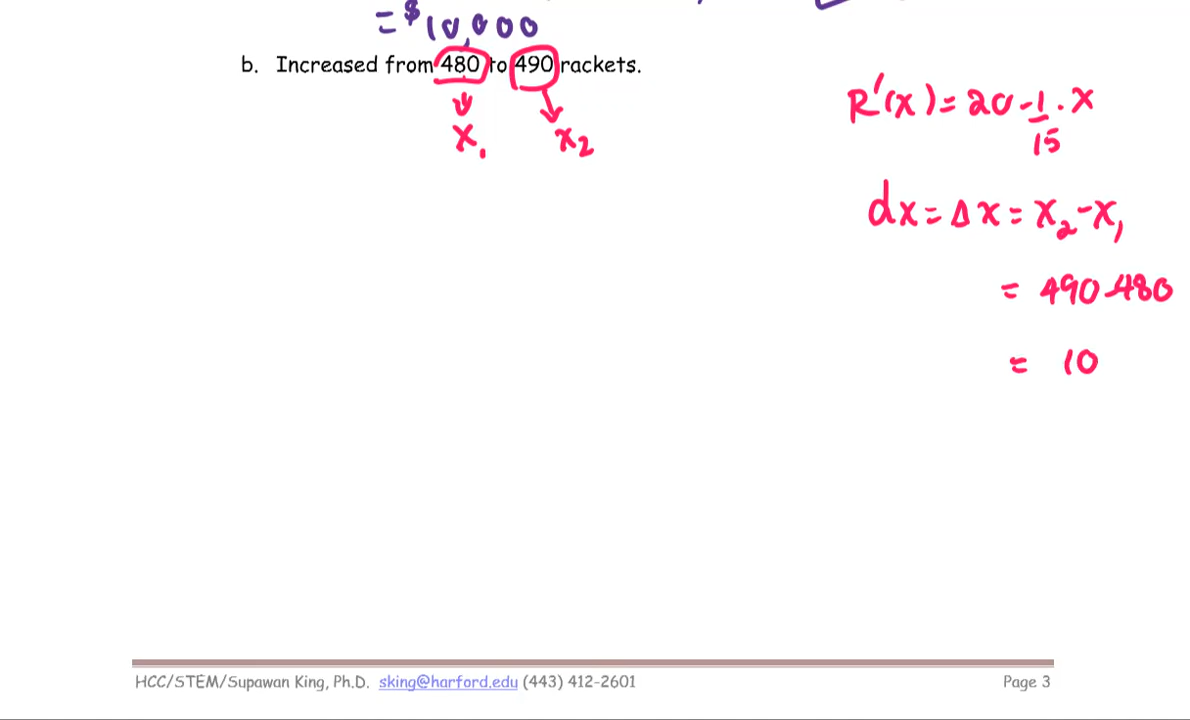 = $10,000
b. Increased from 480 to 490 rackets.
x₁ x₂
R'(x) = 20 - 1/15 · x
dx = Δx = x₂ - x₁
= 490 - 480
= 10
HCC/STEM/Supawan King, Ph.D. sking@harford.edu (443) 412-2601 Page 3